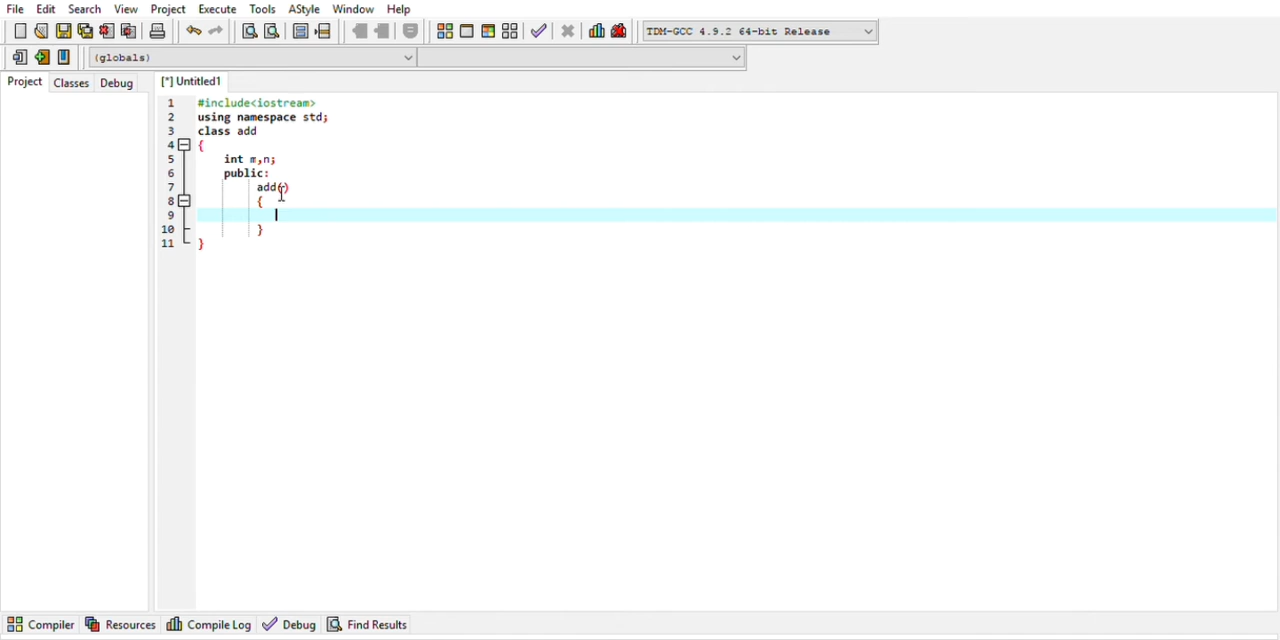 File Edit Search View Project Execute Tools AStyle Window Help
TDM-GCC 4.9.2 64-bit Release
(globals)
Project Classes Debug [*] Untitled1
1 #include<iostream>
2 using namespace std;
3 class add
4 {
5 int m,n;
6 public:
7 add()
8 {
9
10 }
11 }
Compiler Resources Compile Log Debug Find Results